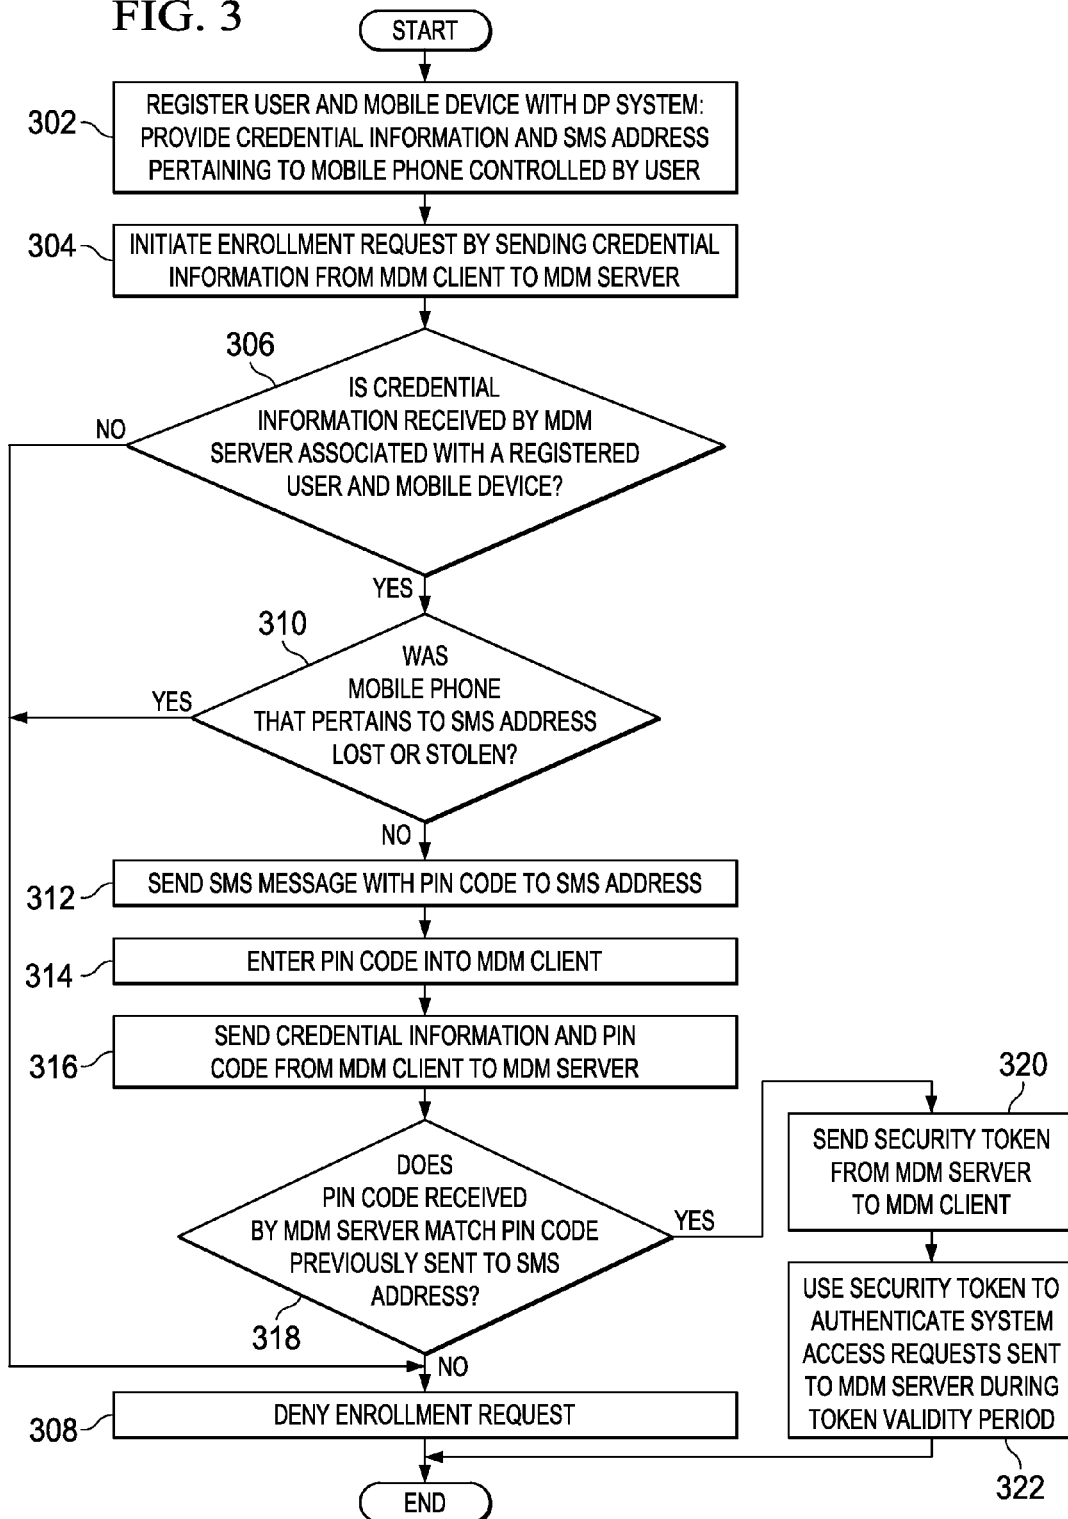 FIG. 3
START
302
REGISTER USER AND MOBILE DEVICE WITH DP SYSTEM:
PROVIDE CREDENTIAL INFORMATION AND SMS ADDRESS
PERTAINING TO MOBILE PHONE CONTROLLED BY USER
304
INITIATE ENROLLMENT REQUEST BY SENDING CREDENTIAL
INFORMATION FROM MDM CLIENT TO MDM SERVER
306
IS CREDENTIAL
INFORMATION RECEIVED BY MDM
SERVER ASSOCIATED WITH A REGISTERED
USER AND MOBILE DEVICE?
NO
YES
310
WAS
MOBILE PHONE
THAT PERTAINS TO SMS ADDRESS
LOST OR STOLEN?
YES
NO
312
SEND SMS MESSAGE WITH PIN CODE TO SMS ADDRESS
314
ENTER PIN CODE INTO MDM CLIENT
316
SEND CREDENTIAL INFORMATION AND PIN
CODE FROM MDM CLIENT TO MDM SERVER
DOES
PIN CODE RECEIVED
BY MDM SERVER MATCH PIN CODE
PREVIOUSLY SENT TO SMS
ADDRESS?
318
YES
NO
320
SEND SECURITY TOKEN
FROM MDM SERVER
TO MDM CLIENT
USE SECURITY TOKEN TO
AUTHENTICATE SYSTEM
ACCESS REQUESTS SENT
TO MDM SERVER DURING
TOKEN VALIDITY PERIOD
322
308
DENY ENROLLMENT REQUEST
END